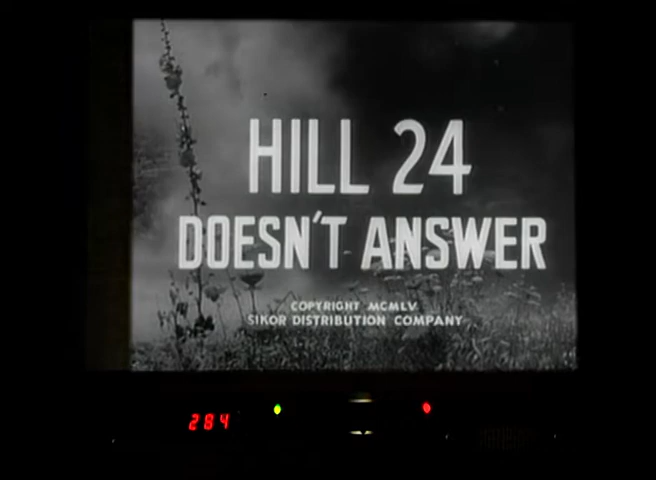 HILL 24
DOESN'T ANSWER
COPYRIGHT MCMLV
SIKOR DISTRIBUTION COMPANY
284